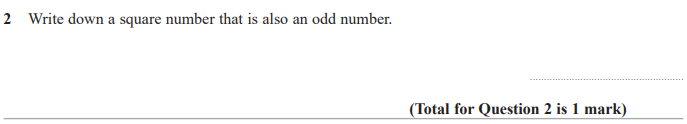 2 Write down a square number that is also an odd number.
(Total for Question 2 is 1 mark)